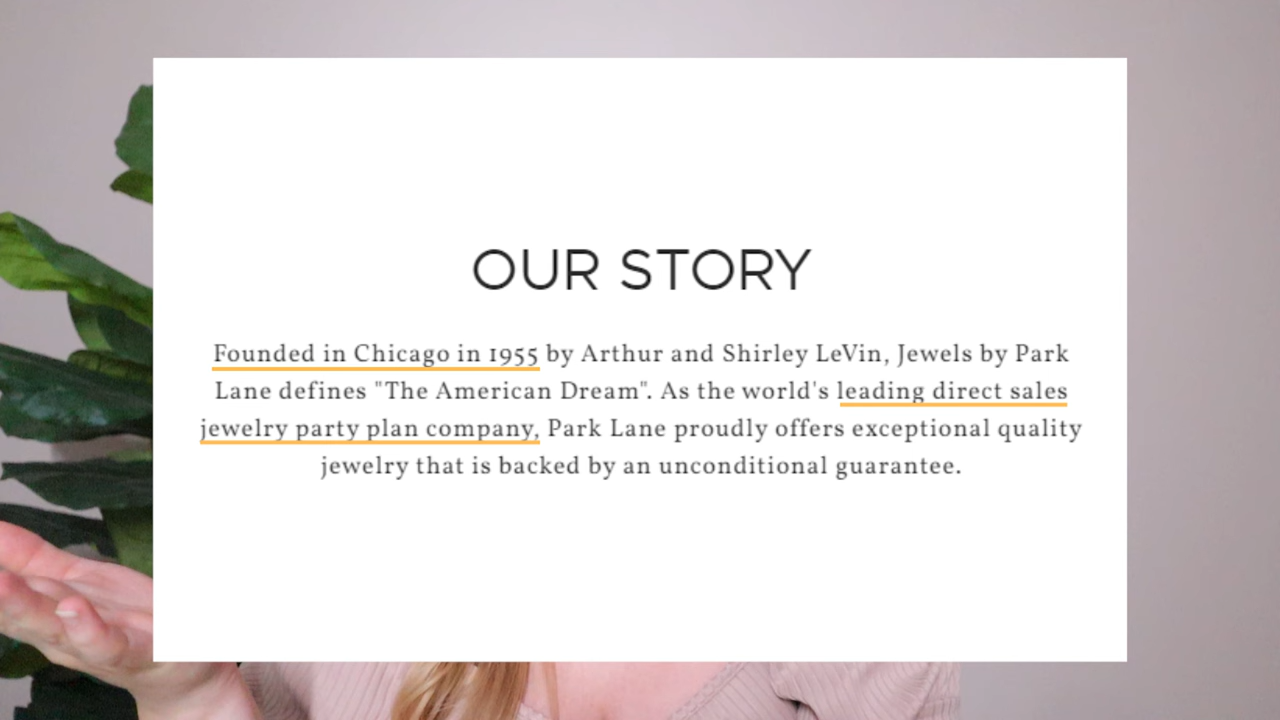 OUR STORY
Founded in Chicago in 1955 by Arthur and Shirley LeVin, Jewels by Park
Lane defines "The American Dream". As the world's leading direct sales
jewelry party plan company, Park Lane proudly offers exceptional quality
jewelry that is backed by an unconditional guarantee.